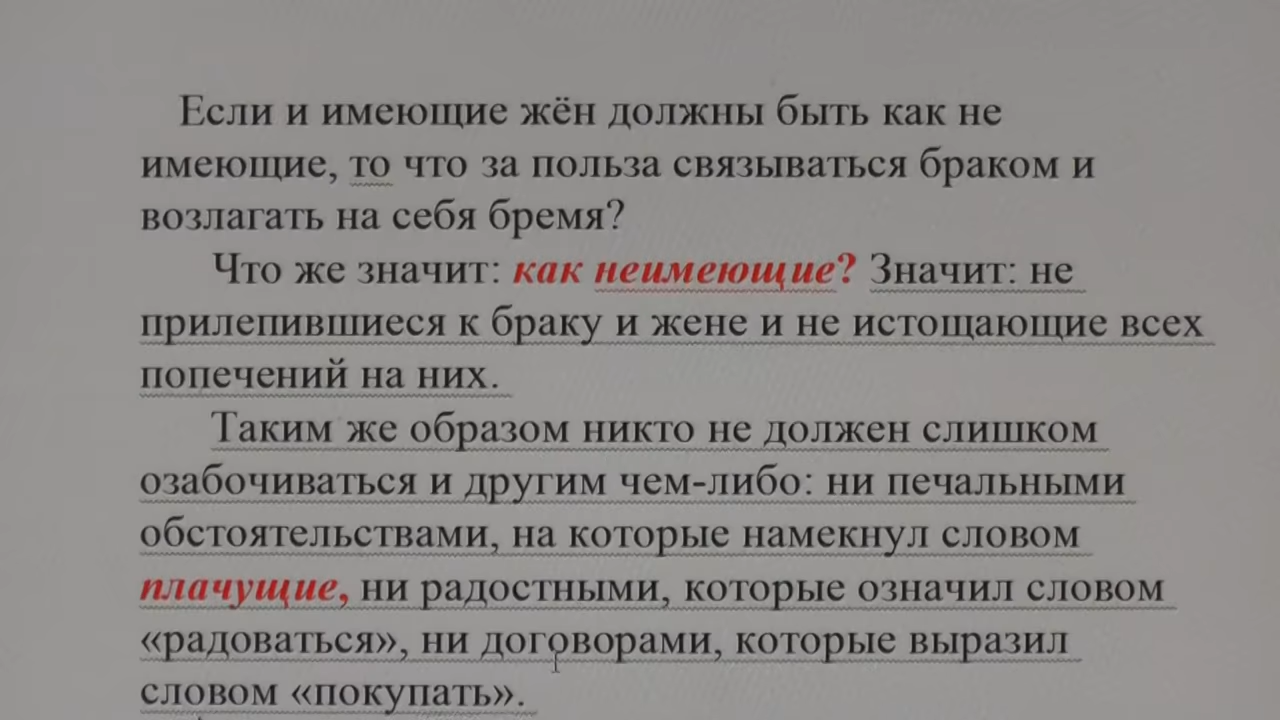 Если и имеющие жён должны быть как не
имеющие, то что за польза связываться браком и
возлагать на себя бремя?
Что же значит: как неимеющие? Значит: не
прилепившиеся к браку и жене и не истощающие всех
попечений на них.
Таким же образом никто не должен слишком
озабочиваться и другим чем-либо: ни печальными
обстоятельствами, на которые намекнул словом
плачущие, ни радостными, которые означил словом
«радоваться», ни договорами, которые выразил
словом «покупать».